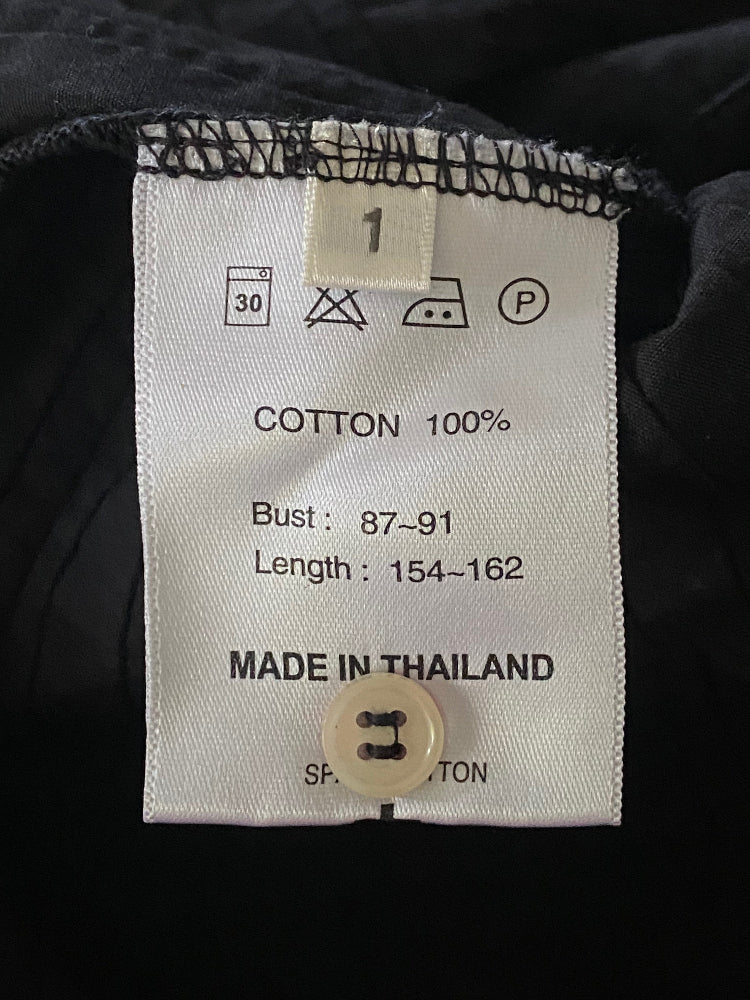 1
30 P
COTTON 100%
Bust : 87~91
Length : 154~162
MADE IN THAILAND